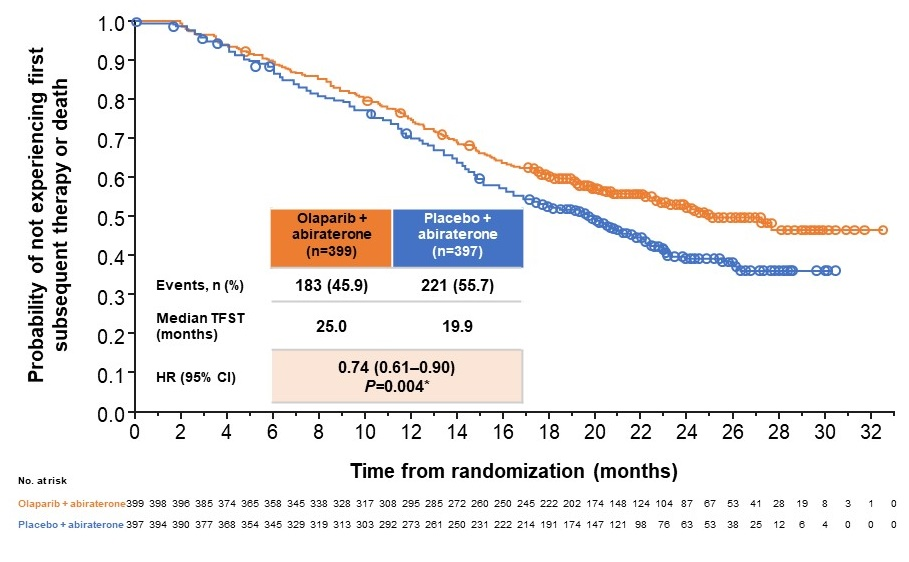 Probability of not experiencing first
subsequent therapy or death
1.0
0.9
0.8
0.7
0.6
0.5
0.4
0.3
0.2
0.1
0.0
Olaparib + abiraterone (n=399)
Placebo + abiraterone (n=397)
Events, n (%) 183 (45.9) 221 (55.7)
Median TFST (months) 25.0 19.9
HR (95% CI) 0.74 (0.61–0.90)
P=0.004*
0 2 4 6 8 10 12 14 16 18 20 22 24 26 28 30 32
Time from randomization (months)
No. at risk
Olaparib + abiraterone 399 398 396 385 374 365 358 345 338 328 317 308 295 285 272 260 250 245 222 202 174 148 124 104 87 67 53 41 28 19 8 3 1 0
Placebo + abiraterone 397 394 390 377 368 354 345 329 319 313 303 292 273 261 250 231 222 214 191 174 147 121 98 76 63 53 38 25 12 6 4 0 0 0